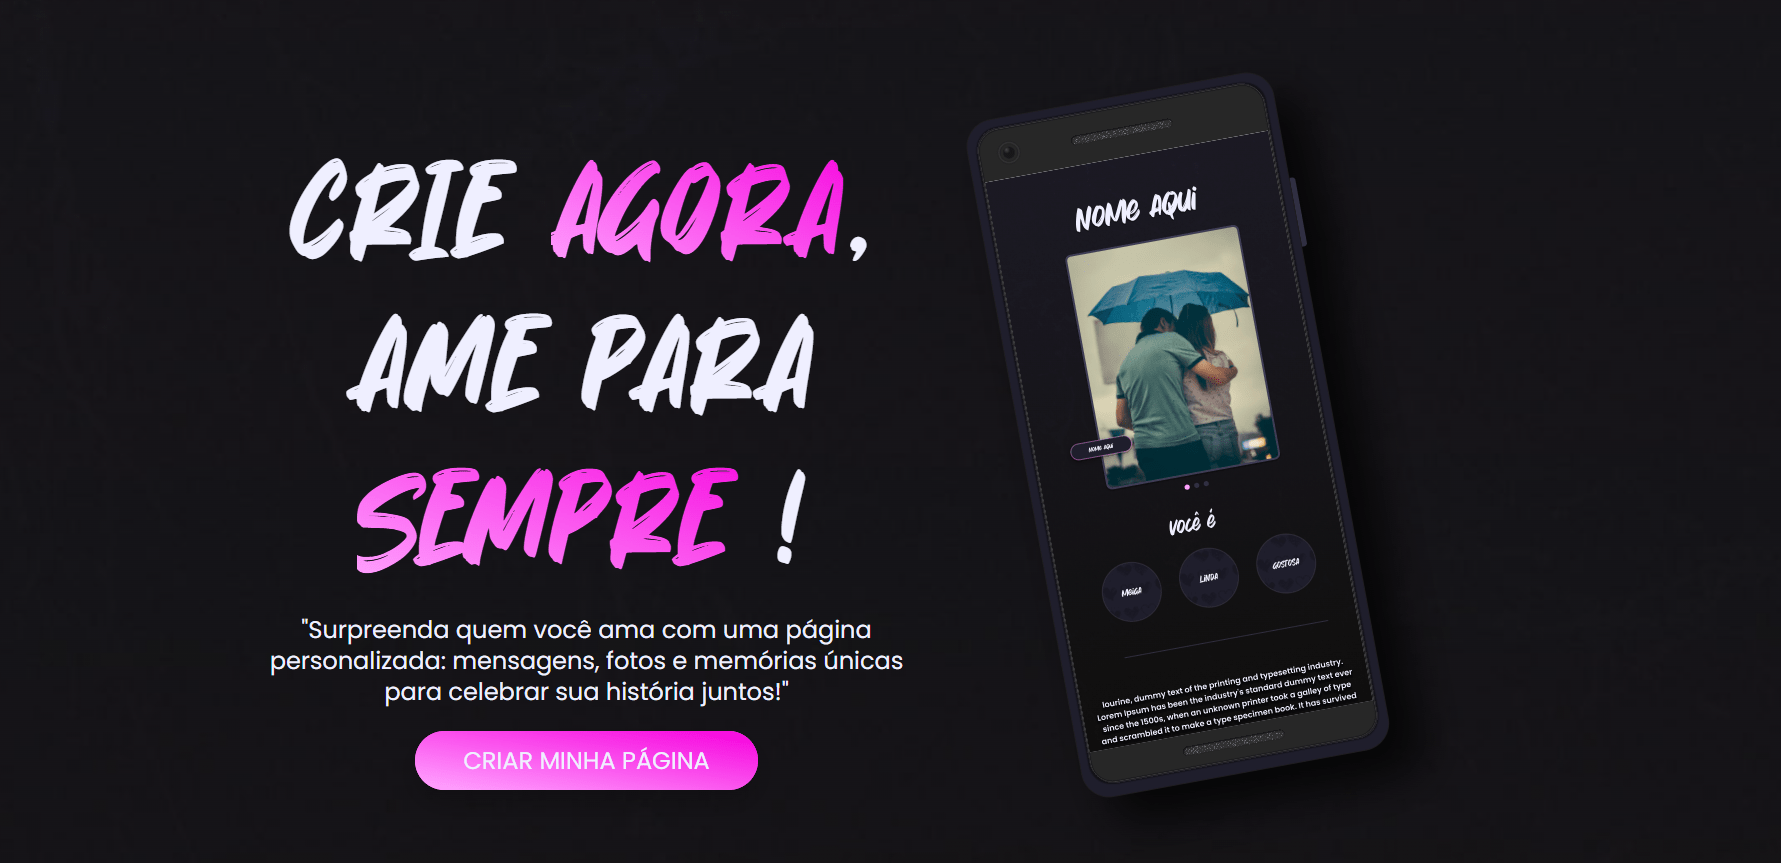 CRIE AGORA,
AME PARA
SEMPRE !
"Surpreenda quem você ama com uma página
personalizada: mensagens, fotos e memórias únicas
para celebrar sua história juntos!"
CRIAR MINHA PÁGINA
NOME AQUI
NOME AQUI
VOCÊ É
MEIGA
LINDA
GOSTOSA
Iourine, dummy text of the printing and typesetting industry.
Lorem Ipsum has been the industry's standard dummy text ever
since the 1500s, when an unknown printer took a galley of type
and scrambled it to make a type specimen book. It has survived